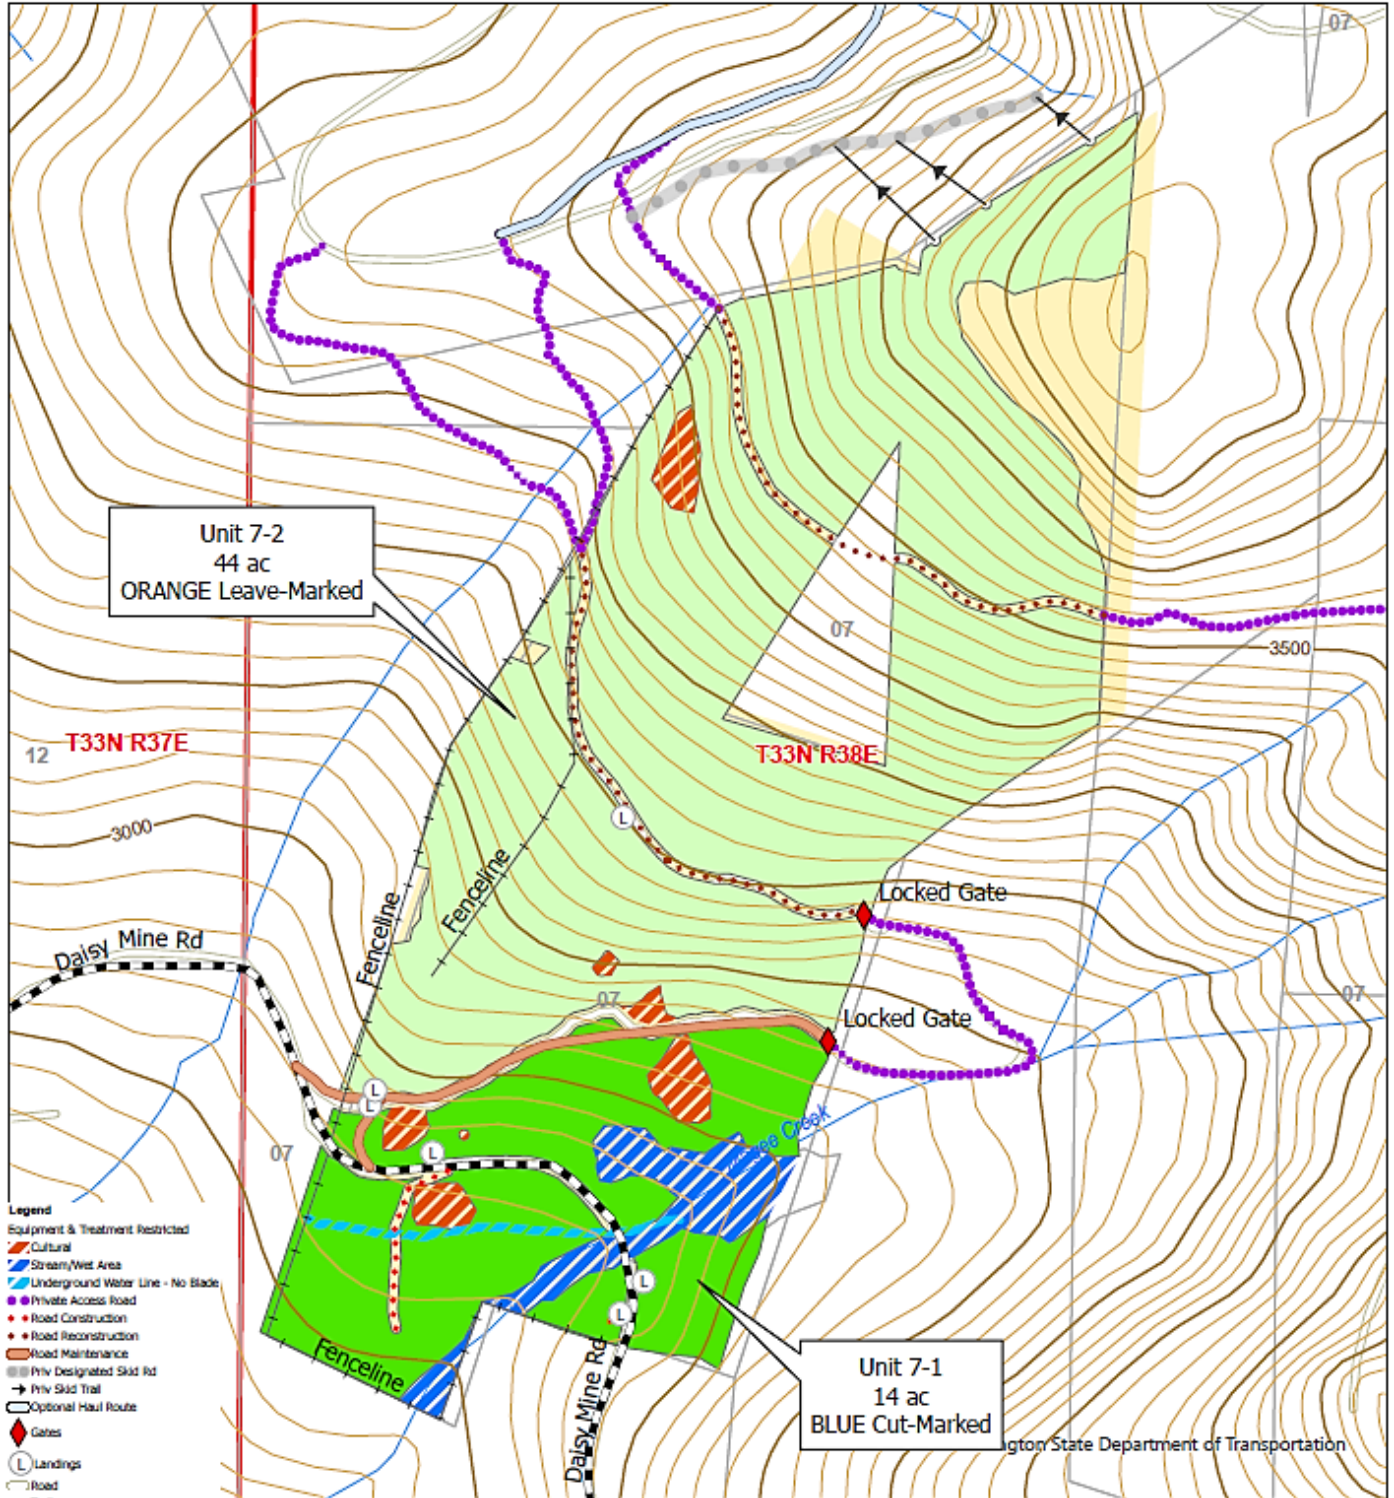 07
Unit 7-2
44 ac
ORANGE Leave-Marked
07
3500
T33N R37E
12
T33N R38E
3000
Fenceline
Fenceline
Locked Gate
Daisy Mine Rd
07
07
Locked Gate
L
L
Creek
07
L
L
L
Fenceline
Daisy Mine Rd
Unit 7-1
14 ac
BLUE Cut-Marked
State Department of Transportation
Legend
Equipment & Treatment Restricted
Cultural
Stream/Wet Area
Underground Water Line - No Blade
Private Access Road
Road Construction
Road Reconstruction
Road Maintenance
Priv Designated Skid Rd
Priv Skid Trail
Optional Haul Route
Gates
L Landings
Road
L